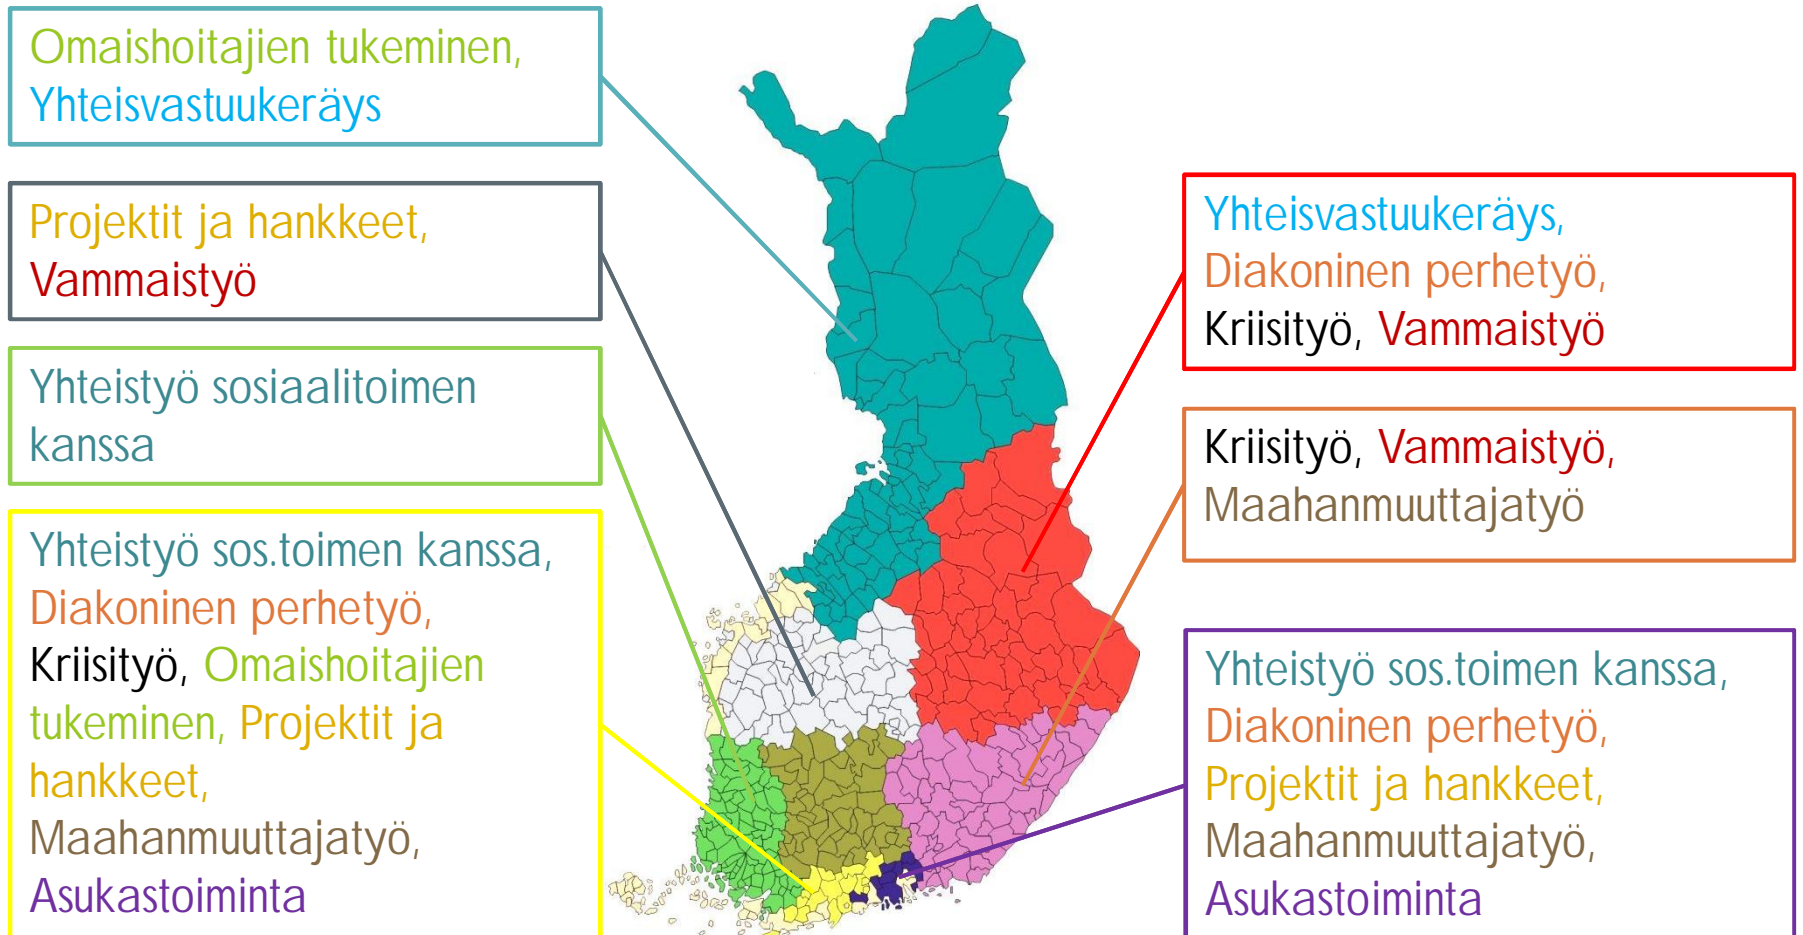 Omaishoitajien tukeminen,
Yhteisvastuukeräys
Projektit ja hankkeet,
Vammaistyö
Yhteistyö sosiaalitoimen
kanssa
Yhteistyö sos.toimen kanssa,
Diakoninen perhetyö,
Kriisityö, Omaishoitajien
tukeminen, Projektit ja
hankkeet,
Maahanmuuttajatyö,
Asukastoiminta
Yhteisvastuukeräys,
Diakoninen perhetyö,
Kriisityö, Vammaistyö
Kriisityö, Vammaistyö,
Maahanmuuttajatyö
Yhteistyö sos.toimen kanssa,
Diakoninen perhetyö,
Projektit ja hankkeet,
Maahanmuuttajatyö,
Asukastoiminta